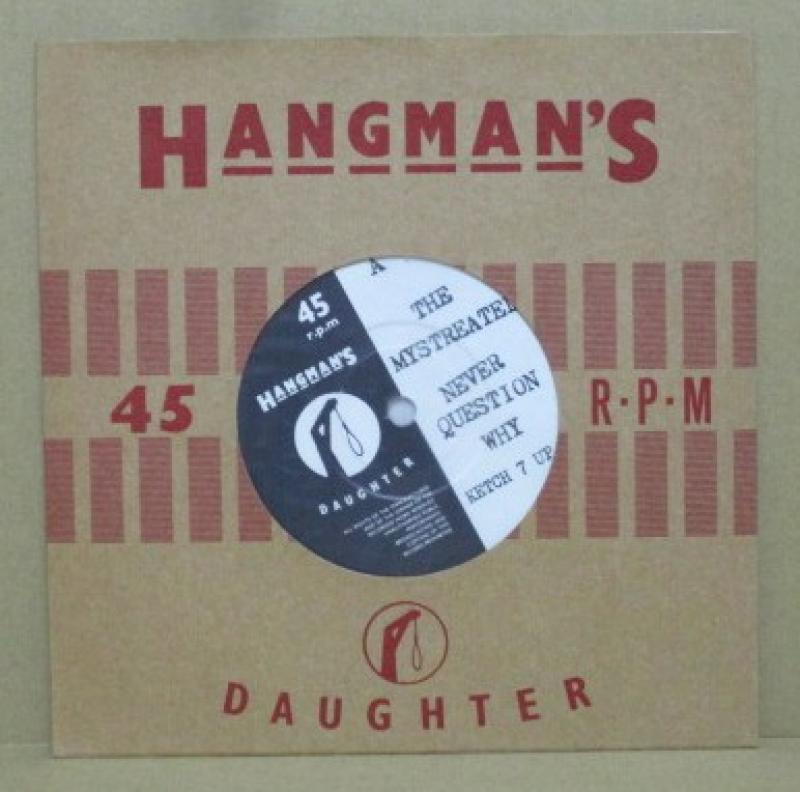 HANGMAN'S
45
R·P·M
DAUGHTER
A
THE
MYSTREATED
NEVER
QUESTION
WHY
KETCH 7 UP
45
r.p.m
HANGMAN'S
DAUGHTER